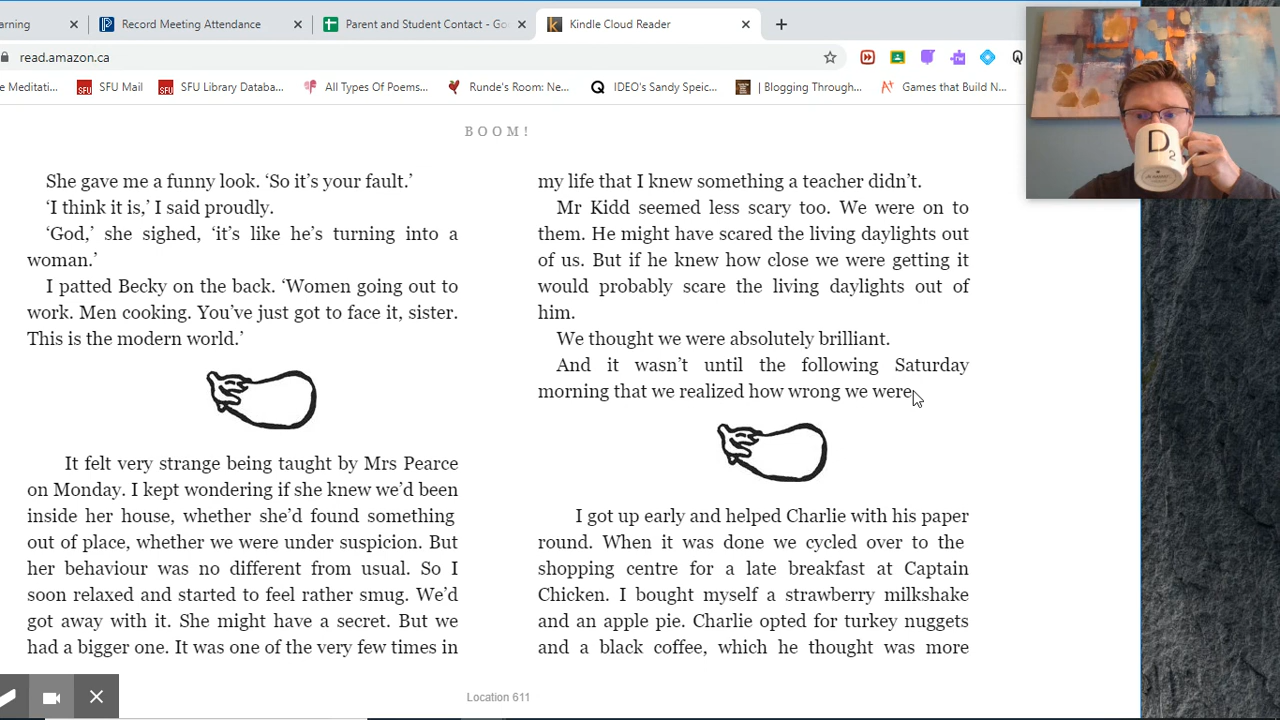 arning
Record Meeting Attendance
Parent and Student Contact - Go
Kindle Cloud Reader
read.amazon.ca
e Meditati...
SFU Mail
SFU Library Databa...
All Types Of Poems...
Runde's Room: Ne...
IDEO's Sandy Speic...
| Blogging Through...
Games that Build N...
BOOM!
She gave me a funny look. ‘So it’s your fault.’
‘I think it is,’ I said proudly.
‘God,’ she sighed, ‘it’s like he’s turning into a
woman.’
I patted Becky on the back. ‘Women going out to
work. Men cooking. You’ve just got to face it, sister.
This is the modern world.’
It felt very strange being taught by Mrs Pearce
on Monday. I kept wondering if she knew we’d been
inside her house, whether she’d found something
out of place, whether we were under suspicion. But
her behaviour was no different from usual. So I
soon relaxed and started to feel rather smug. We’d
got away with it. She might have a secret. But we
had a bigger one. It was one of the very few times in
my life that I knew something a teacher didn’t.
Mr Kidd seemed less scary too. We were on to
them. He might have scared the living daylights out
of us. But if he knew how close we were getting it
would probably scare the living daylights out of
him.
We thought we were absolutely brilliant.
And it wasn’t until the following Saturday
morning that we realized how wrong we were.
I got up early and helped Charlie with his paper
round. When it was done we cycled over to the
shopping centre for a late breakfast at Captain
Chicken. I bought myself a strawberry milkshake
and an apple pie. Charlie opted for turkey nuggets
and a black coffee, which he thought was more
Location 611
D
2